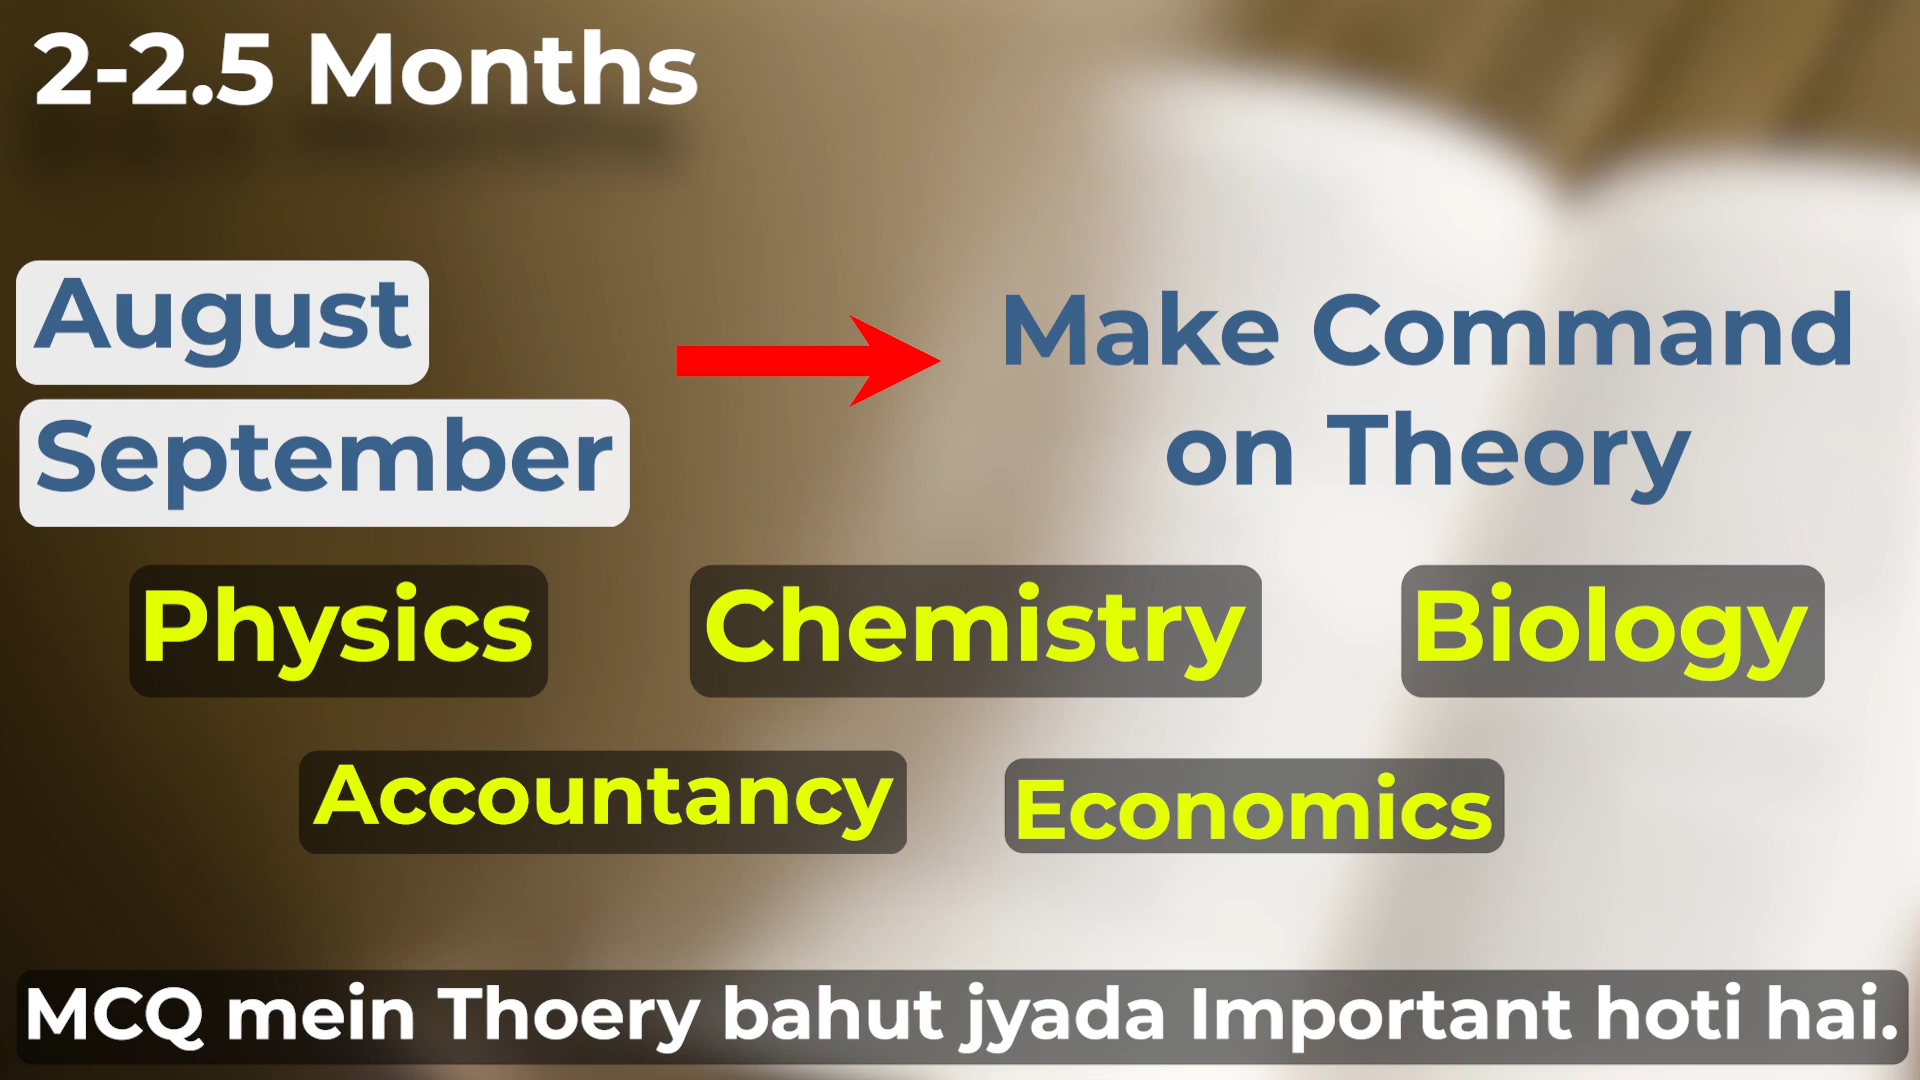 2-2.5 Months
August
September
Make Command
on Theory
Physics
Chemistry
Biology
Accountancy
Economics
MCQ mein Thoery bahut jyada Important hoti hai.